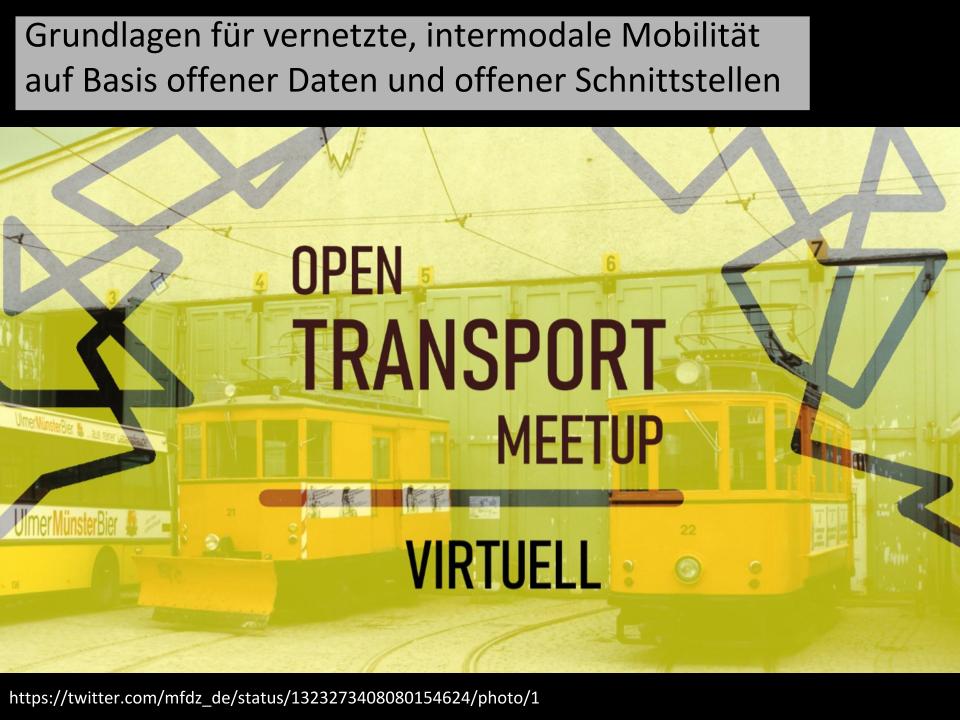 Grundlagen für vernetzte, intermodale Mobilität
auf Basis offener Daten und offener Schnittstellen
OPEN
TRANSPORT
MEETUP
VIRTUELL
3
4
5
6
7
UlmerMünsterBier
UlmerMünsterBier
21
22
https://twitter.com/mfdz_de/status/1323273408080154624/photo/1